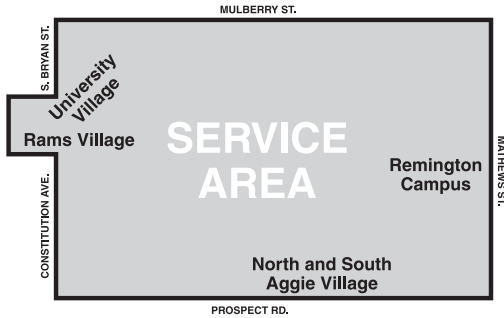 MULBERRY ST.
S. BRYAN ST.
University
Village
Rams Village
SERVICE
AREA
Remington
Campus
MATHEWS ST.
CONSTITUTION AVE.
North and South
Aggie Village
PROSPECT RD.